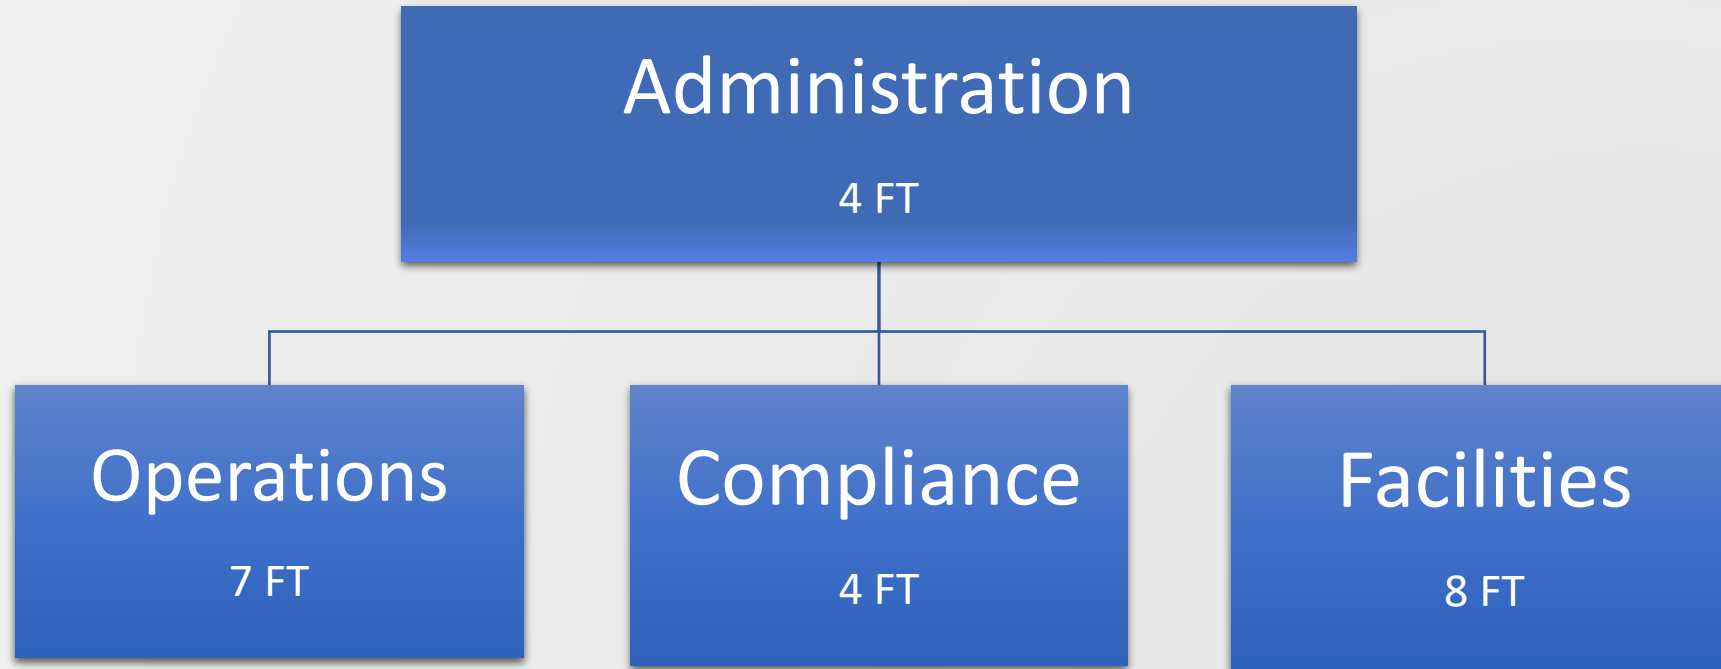 Administration
4 FT
Operations
7 FT
Compliance
4 FT
Facilities
8 FT